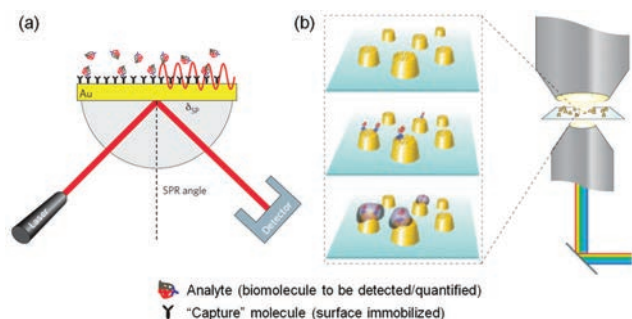 (a)
(b)
Au
δSP
SPR angle
Laser
Detector
Analyte (biomolecule to be detected/quantified)
"Capture" molecule (surface immobilized)